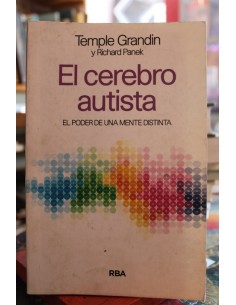 Temple Grandin
y Richard Panek
El cerebro
autista
EL PODER DE UNA MENTE DISTINTA
RBA